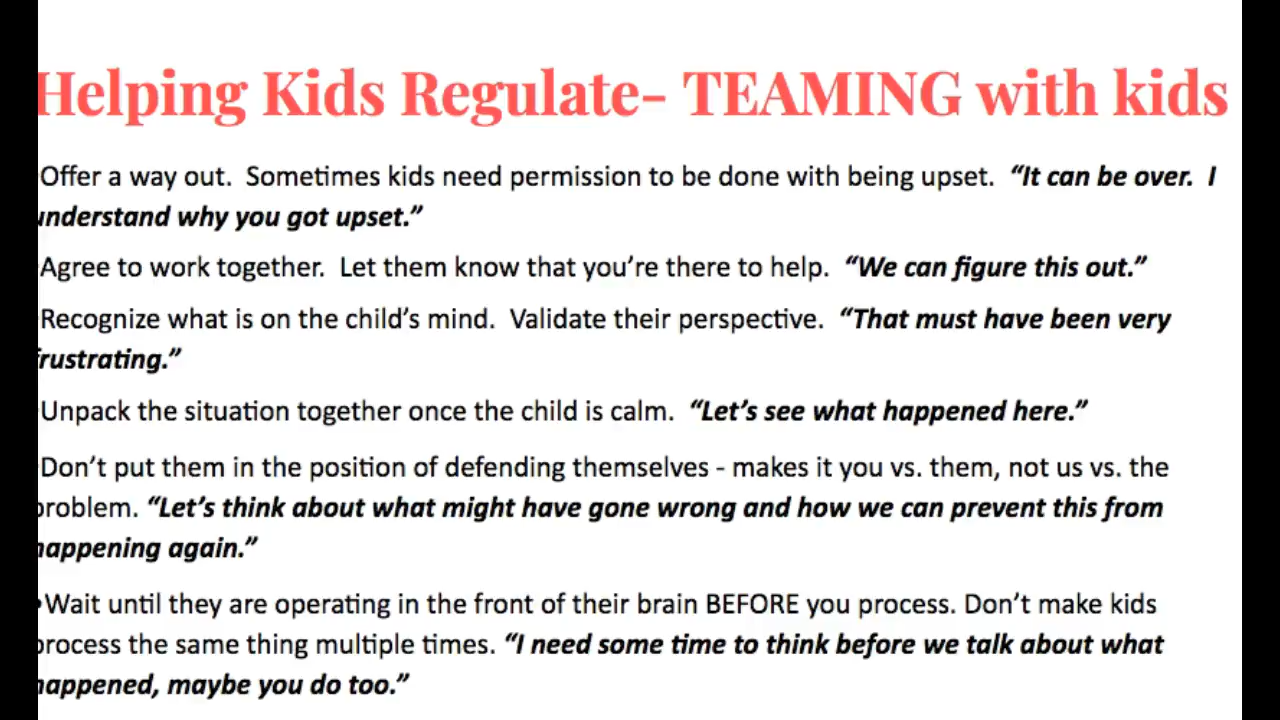 Helping Kids Regulate- TEAMING with kids
•Offer a way out. Sometimes kids need permission to be done with being upset. “It can be over. I
understand why you got upset.”
•Agree to work together. Let them know that you’re there to help. “We can figure this out.”
•Recognize what is on the child’s mind. Validate their perspective. “That must have been very
frustrating.”
•Unpack the situation together once the child is calm. “Let’s see what happened here.”
•Don’t put them in the position of defending themselves - makes it you vs. them, not us vs. the
problem. “Let’s think about what might have gone wrong and how we can prevent this from
happening again.”
•Wait until they are operating in the front of their brain BEFORE you process. Don’t make kids
process the same thing multiple times. “I need some time to think before we talk about what
happened, maybe you do too.”